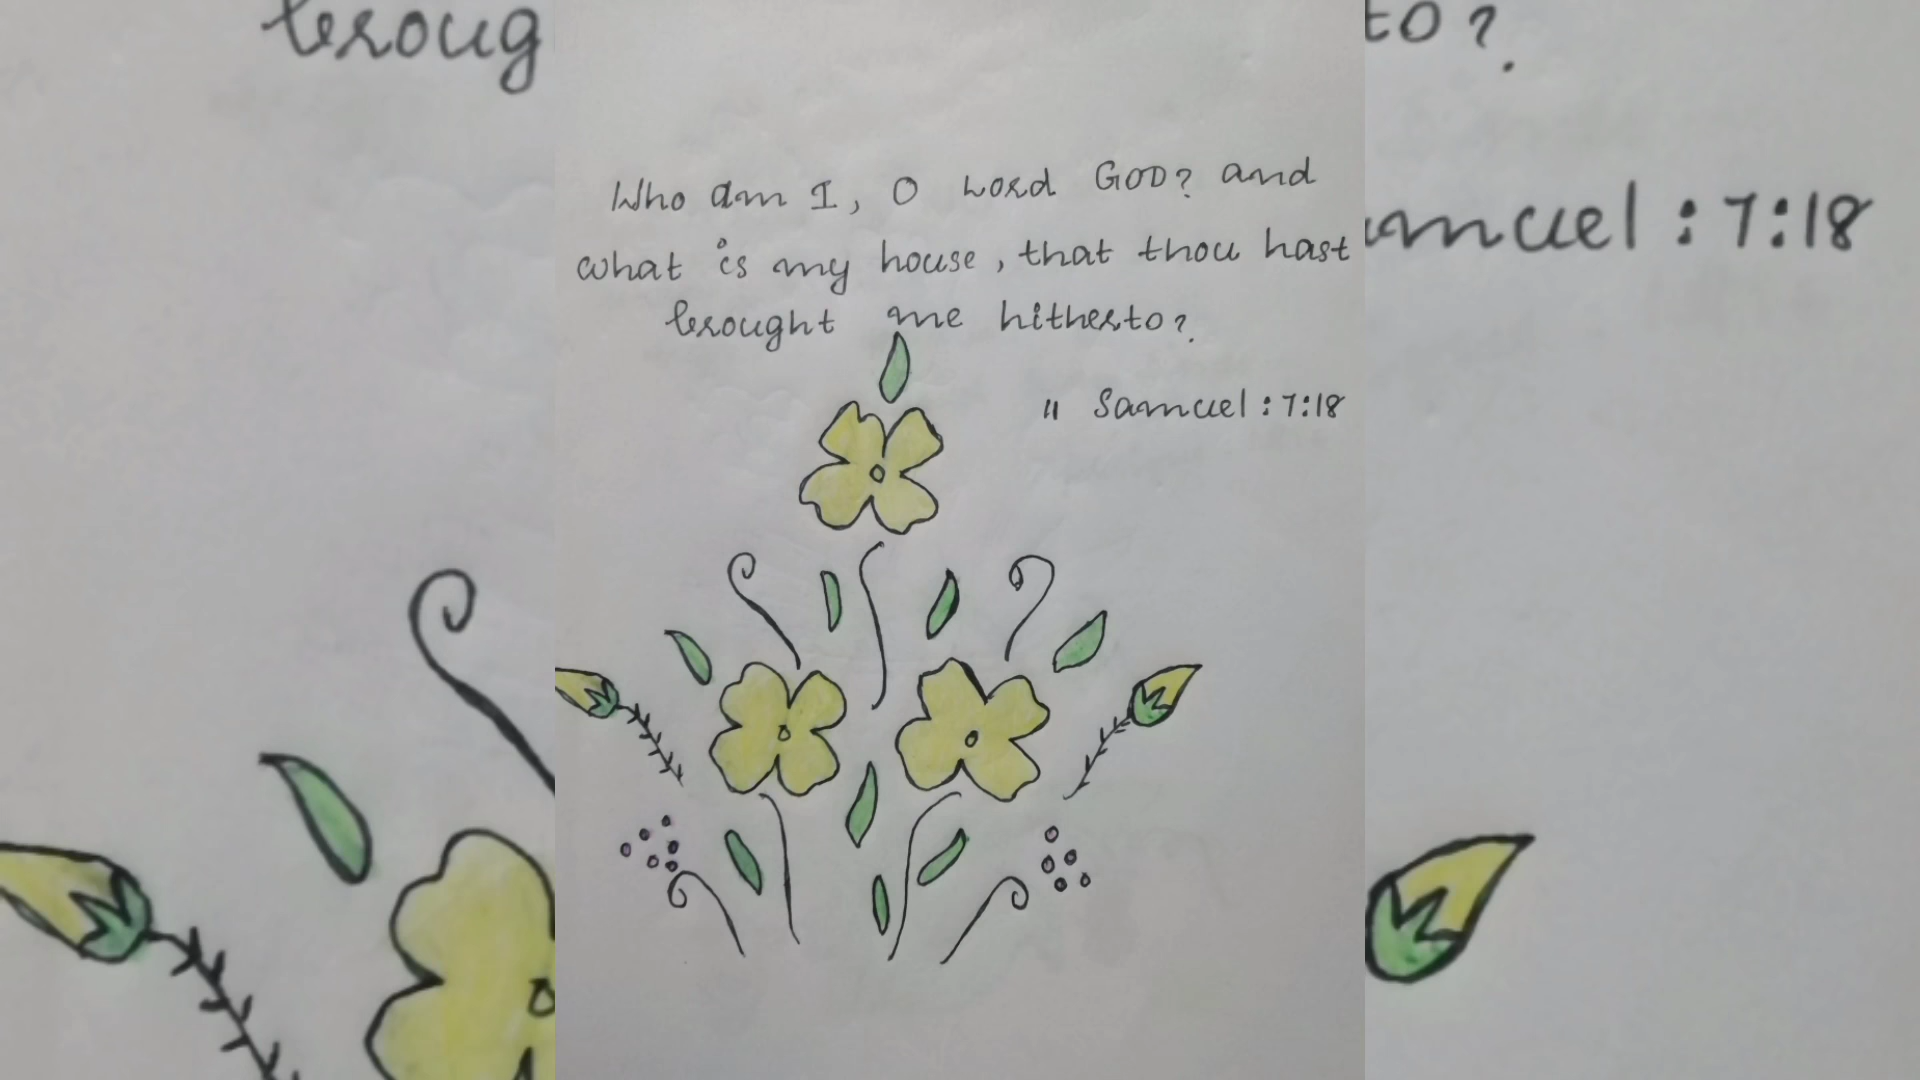 Who am I, O Lord GOD? and
what is my house, that thou hast
brought me hitherto?
II Samuel : 7:18